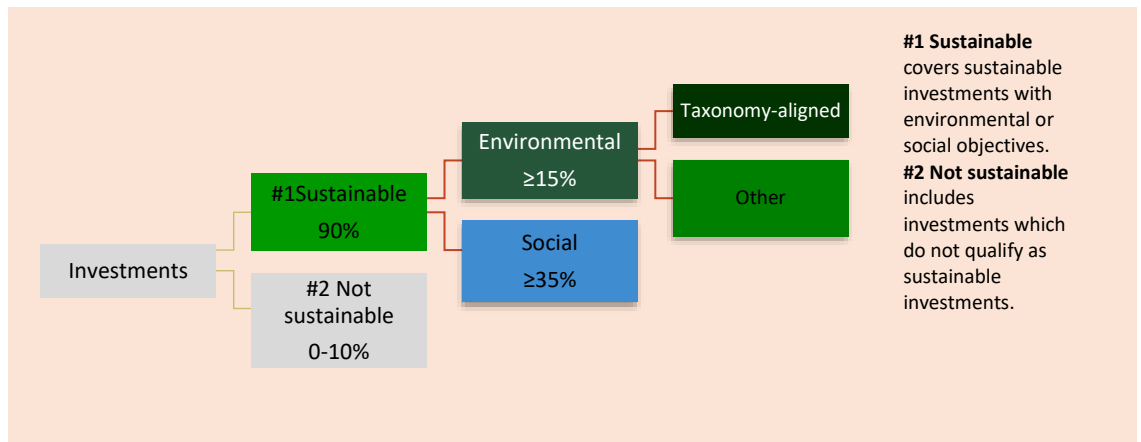 Investments
#1Sustainable
90%
#2 Not
sustainable
0-10%
Environmental
≥15%
Social
≥35%
Taxonomy-aligned
Other
#1 Sustainable
covers sustainable
investments with
environmental or
social objectives.
#2 Not sustainable
includes
investments which
do not qualify as
sustainable
investments.